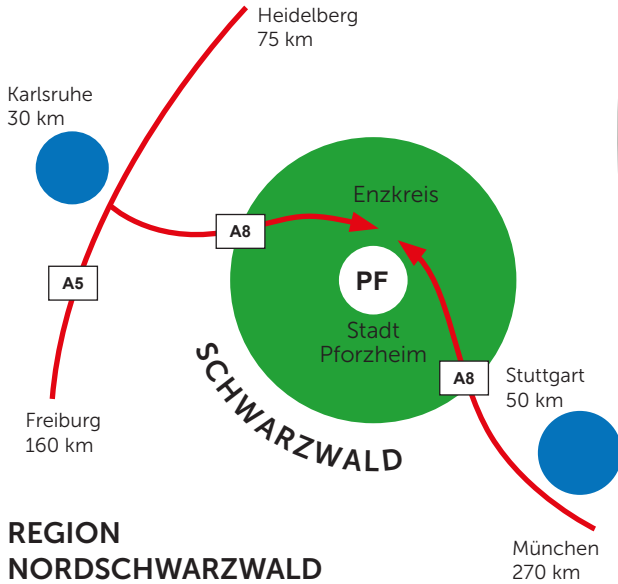 Heidelberg
75 km
Karlsruhe
30 km
Enzkreis
A8
A5
PF
Stadt
Pforzheim
SCHWARZWALD
A8
Stuttgart
50 km
Freiburg
160 km
REGION
NORDSCHWARZWALD
München
270 km